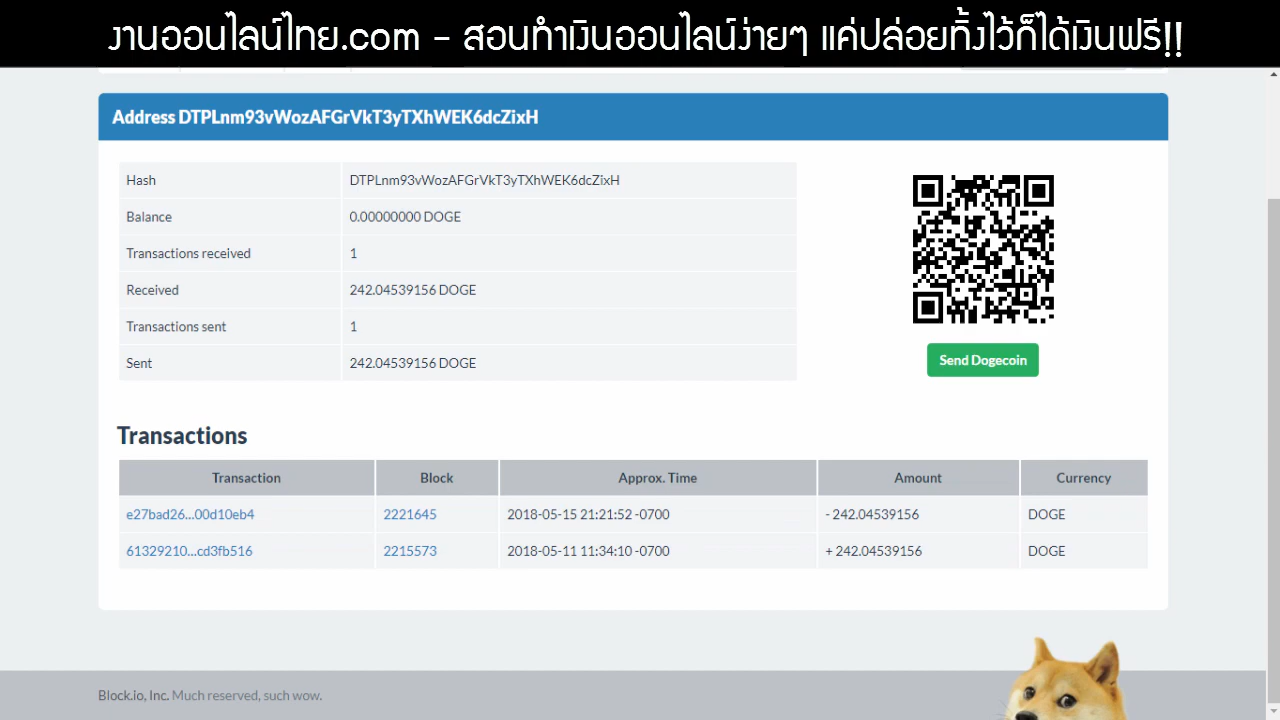 งานออนไลน์ไทย.com - สอนทำเงินออนไลน์ง่ายๆ แค่ปล่อยทิ้งไว้ก็ได้เงินฟรี!!
Address DTPLnm93vWozAFGrVkT3yTXhWEK6dcZixH
Hash DTPLnm93vWozAFGrVkT3yTXhWEK6dcZixH
Balance 0.00000000 DOGE
Transactions received 1
Received 242.04539156 DOGE
Transactions sent 1
Sent 242.04539156 DOGE
Send Dogecoin
Transactions
Transaction Block Approx. Time Amount Currency
e27bad26...00d10eb4 2221645 2018-05-15 21:21:52 -0700 - 242.04539156 DOGE
61329210...cd3fb516 2215573 2018-05-11 11:34:10 -0700 + 242.04539156 DOGE
Block.io, Inc. Much reserved, such wow.